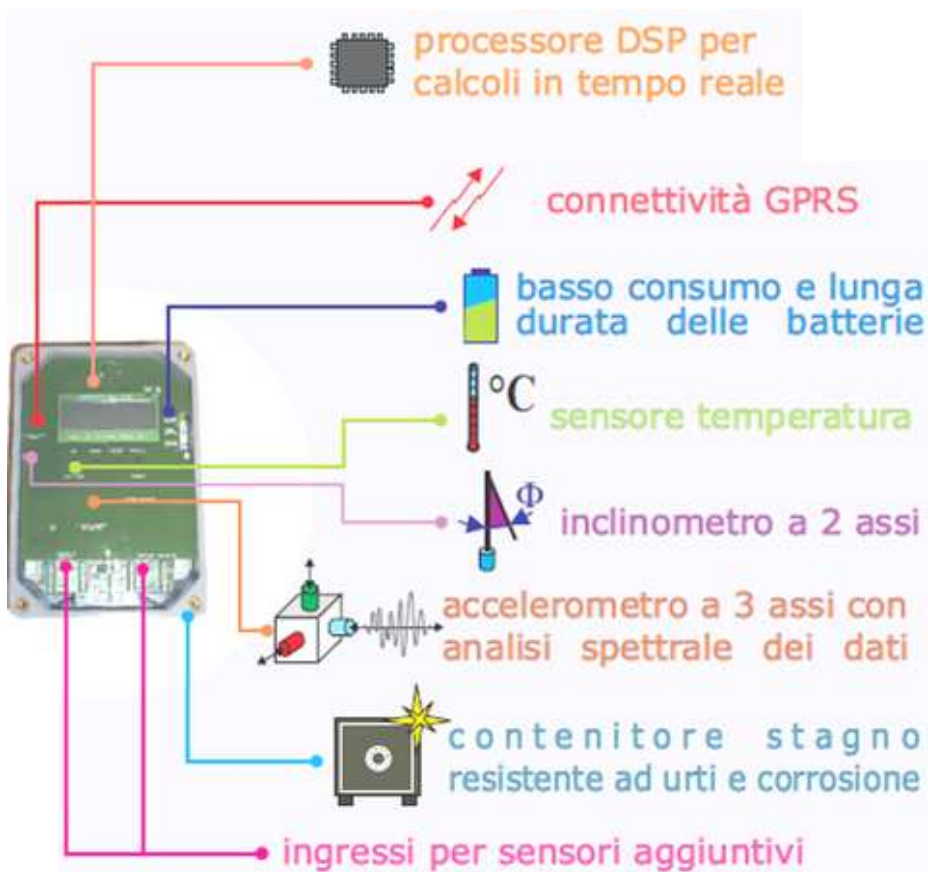 processore DSP per
calcoli in tempo reale
connettività GPRS
basso consumo e lunga
durata delle batterie
°C
sensore temperatura
Φ
inclinometro a 2 assi
accelerometro a 3 assi con
analisi spettrale dei dati
contenitore stagno
resistente ad urti e corrosione
ingressi per sensori aggiuntivi